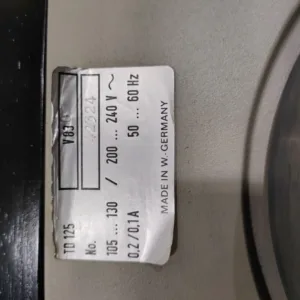 TD 125
No.
105 ... 130 / 200 ... 240 V ~
0,2/0,1A 50 ... 60 Hz
MADE IN W.-GERMANY